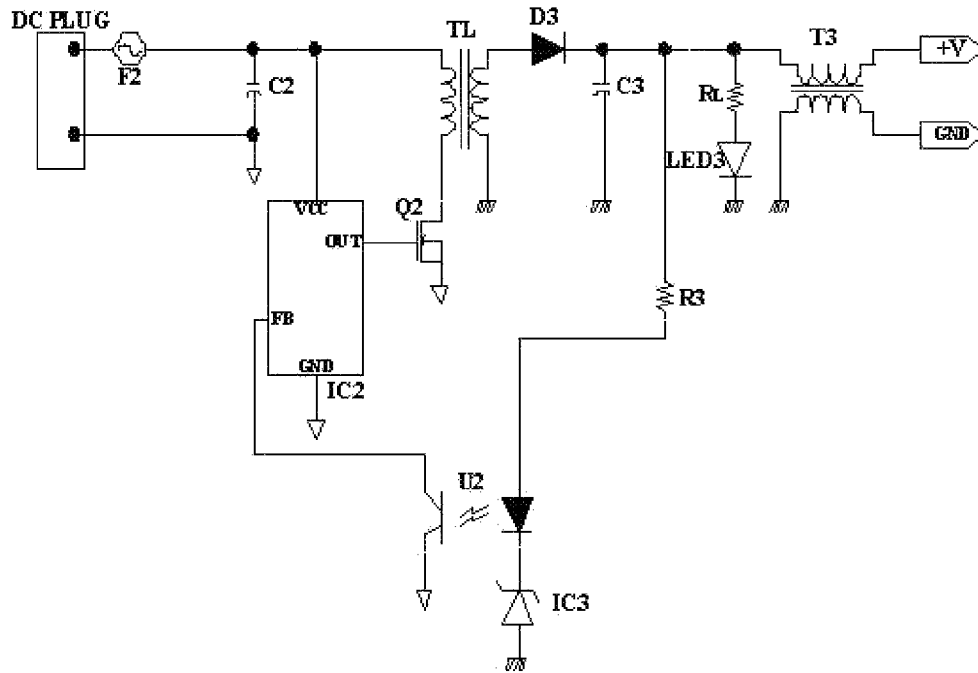 DC PLUG
F2
C2
TL
D3
C3
RL
LED3
T3
+V
GND
VCC
OUT
Q2
FB
GND
IC2
R3
U2
IC3